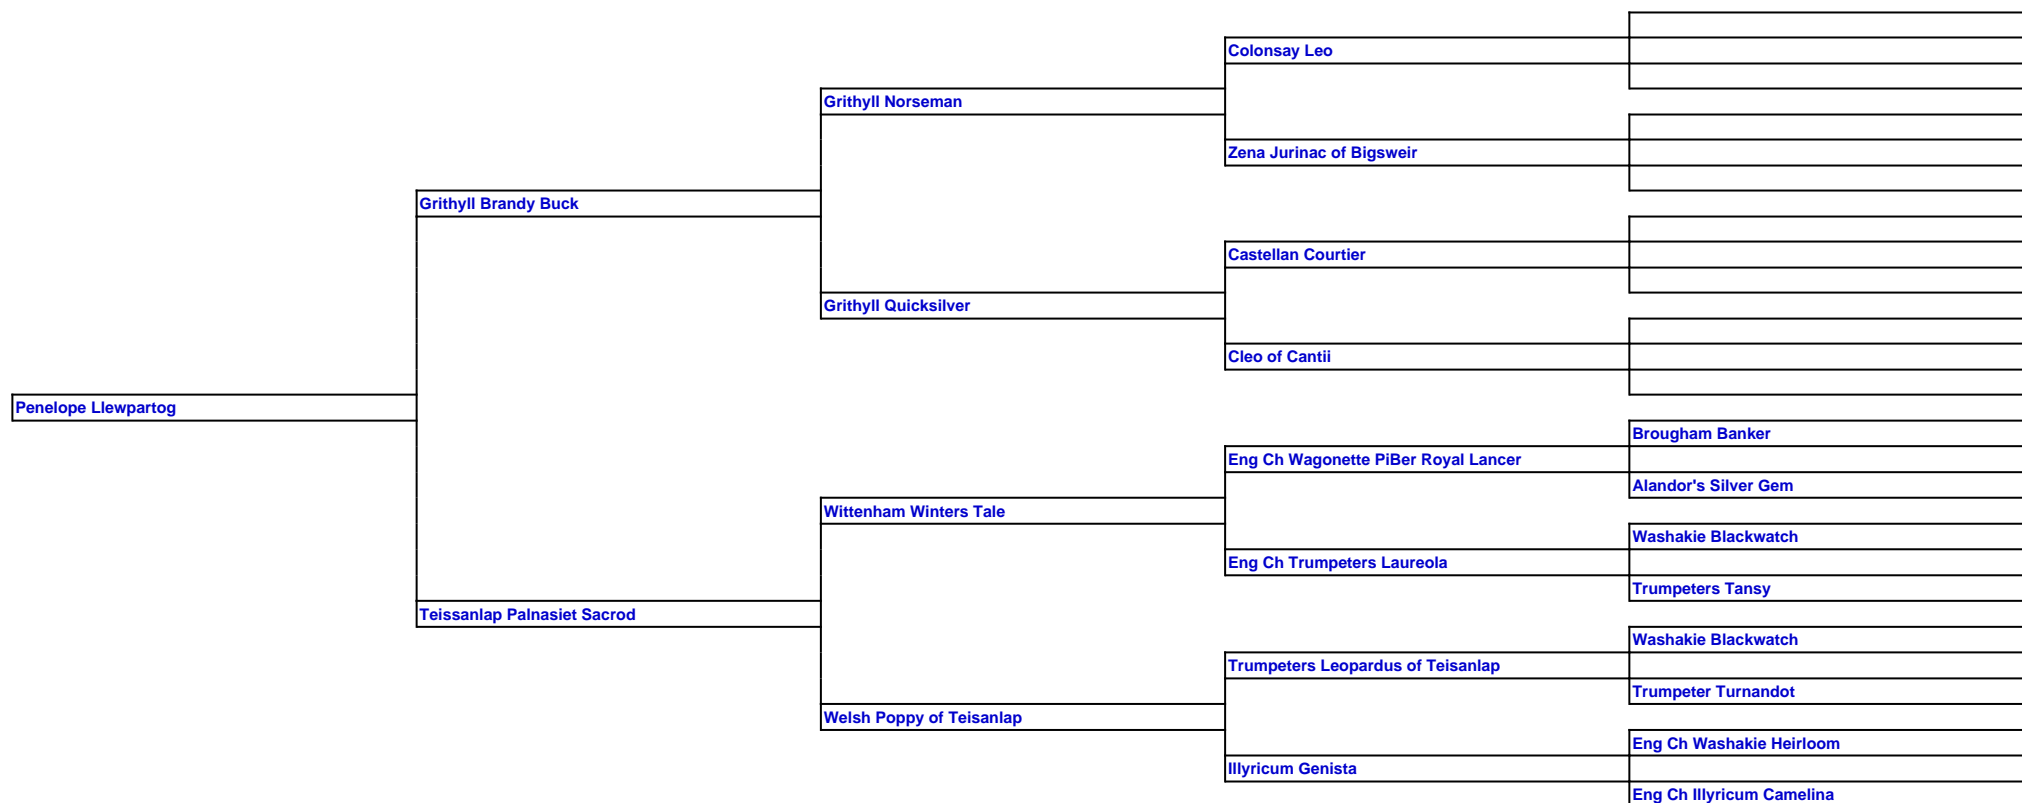 Colonsay Leo
Grithyll Norseman
Zena Jurinac of Bigsweir
Grithyll Brandy Buck
Castellan Courtier
Grithyll Quicksilver
Cleo of Cantii
Penelope Llewpartog
Brougham Banker
Eng Ch Wagonette PiBer Royal Lancer
Alandor's Silver Gem
Wittenham Winters Tale
Washakie Blackwatch
Eng Ch Trumpeters Laureola
Trumpeters Tansy
Teissanlap Palnasiet Sacrod
Washakie Blackwatch
Trumpeters Leopardus of Teisanlap
Trumpeter Turnandot
Welsh Poppy of Teisanlap
Eng Ch Washakie Heirloom
Illyricum Genista
Eng Ch Illyricum Camelina